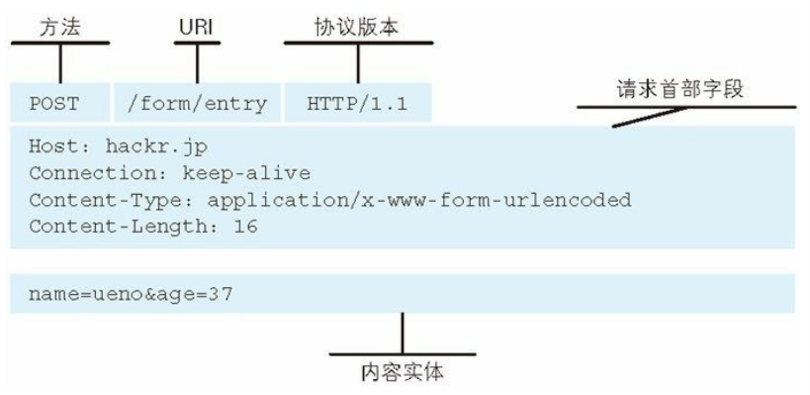 方法 URI 协议版本
POST /form/entry HTTP/1.1
请求首部字段
Host: hackr.jp
Connection: keep-alive
Content-Type: application/x-www-form-urlencoded
Content-Length: 16
name=ueno&age=37
内容实体